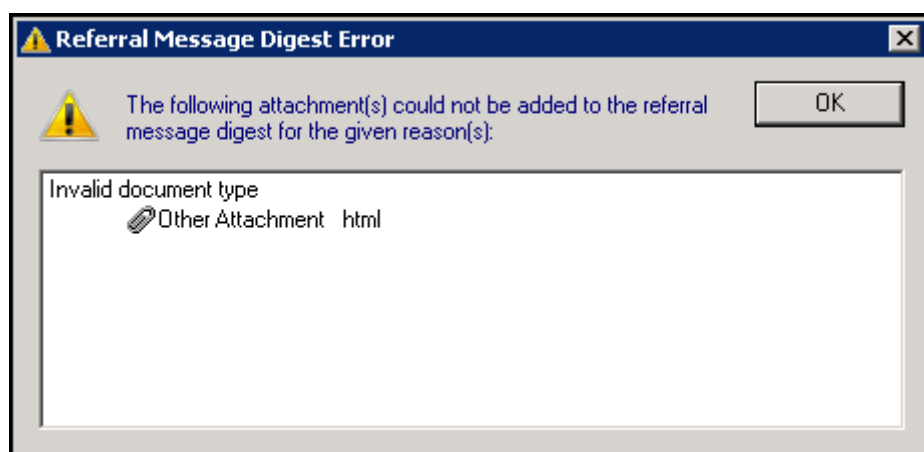 Referral Message Digest Error
The following attachment(s) could not be added to the referral
message digest for the given reason(s):
OK
Invalid document type
Other Attachment html